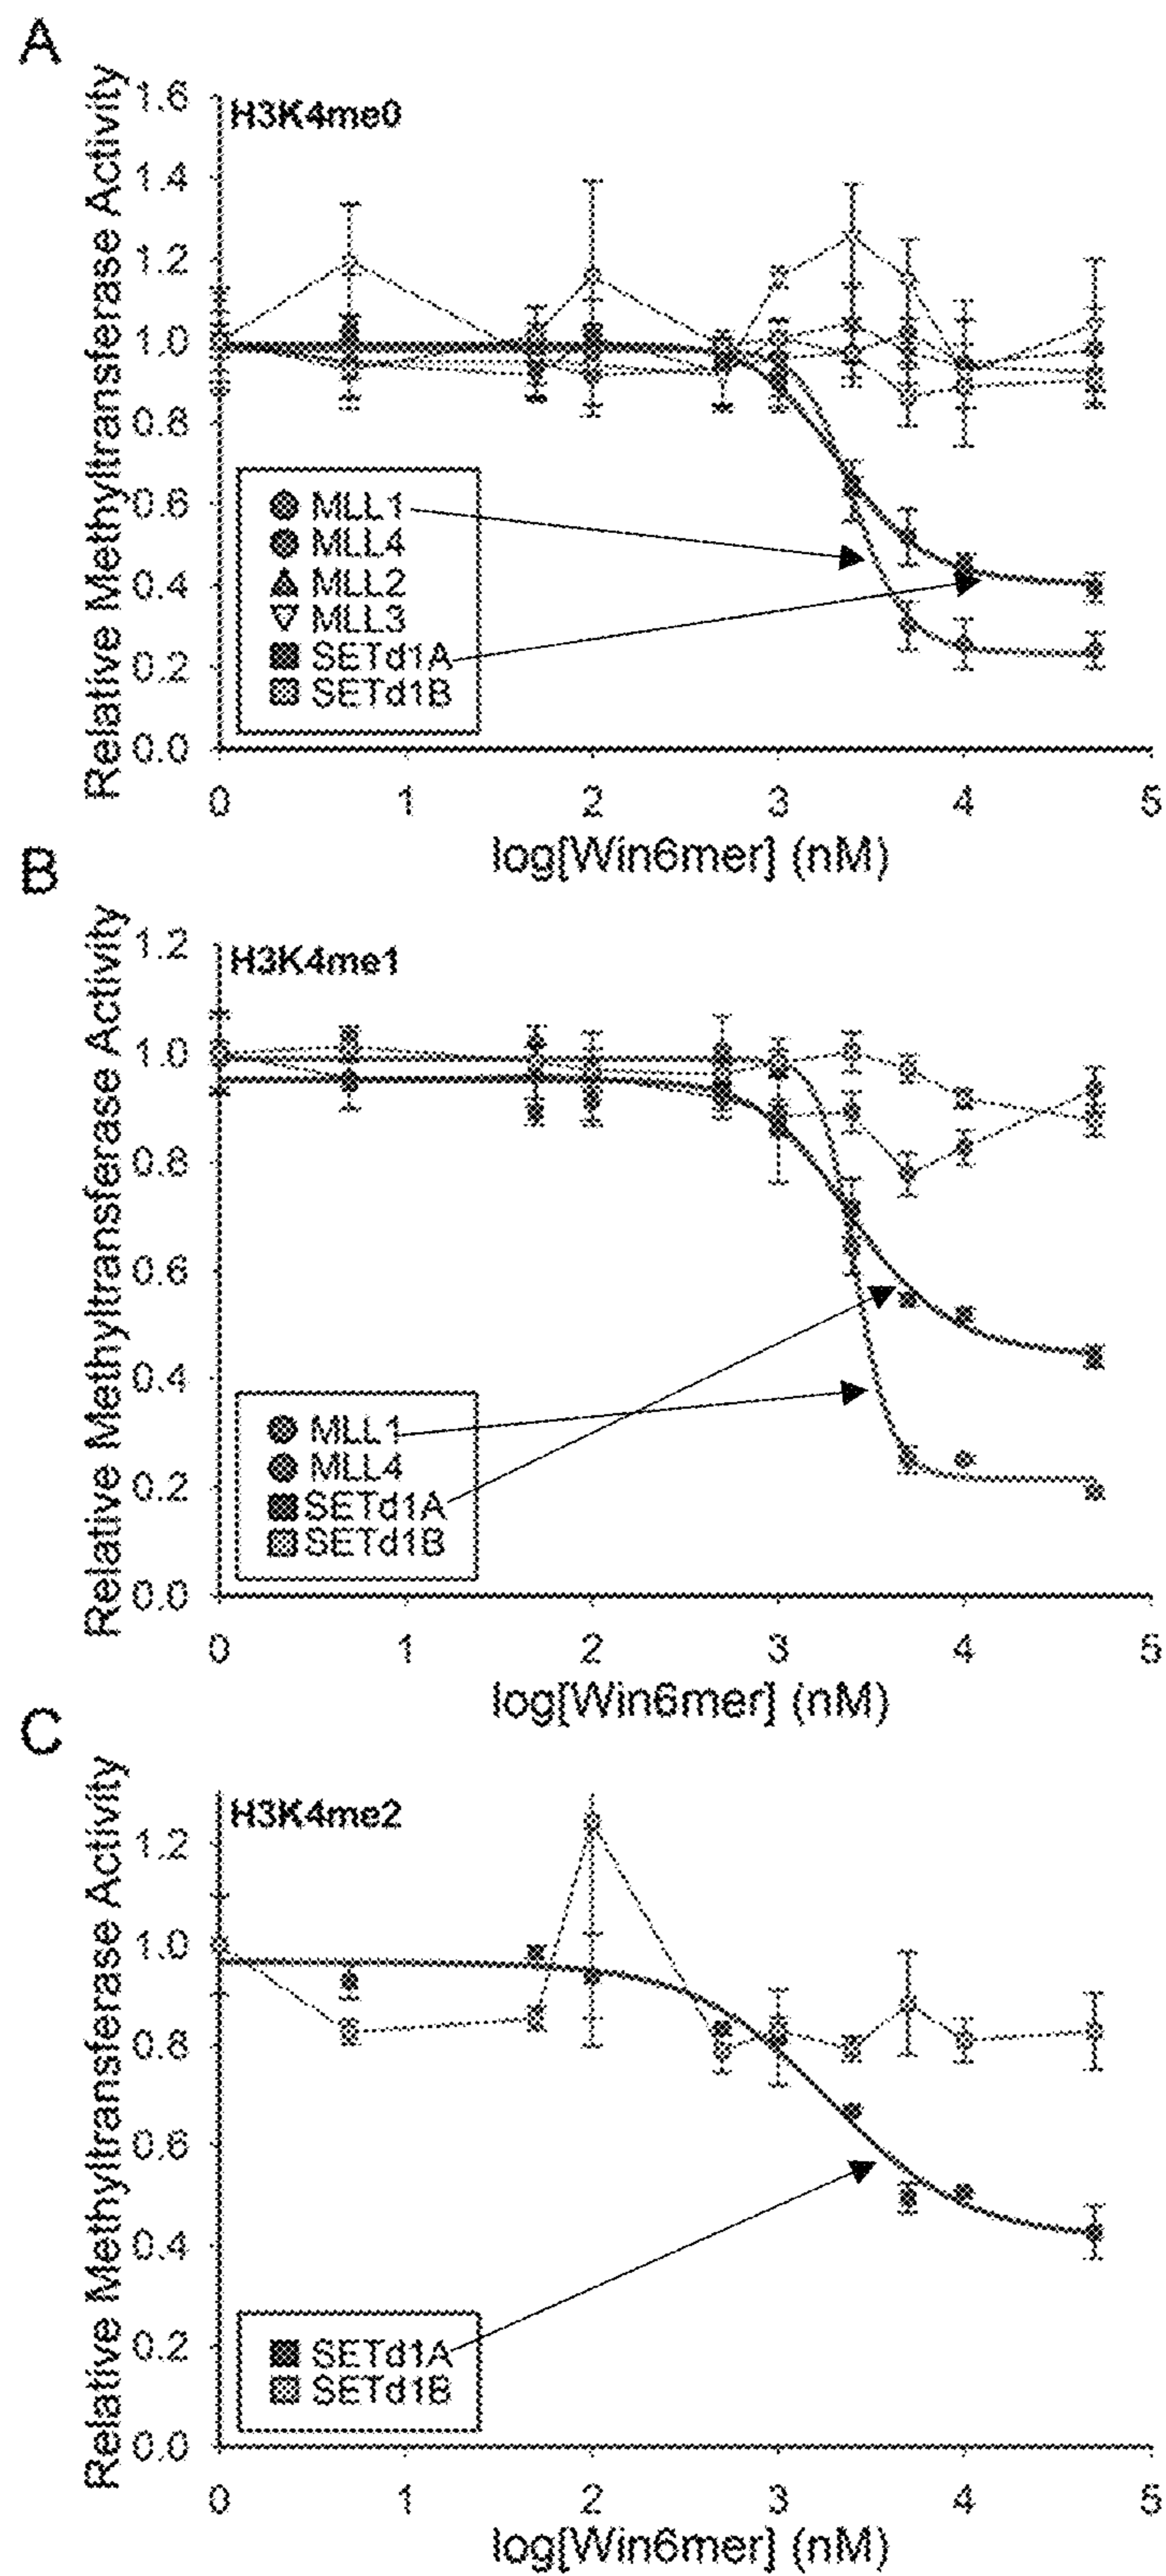 A
Relative Methyltransferase Activity
1.6
1.4
1.2
1.0
0.8
0.6
0.4
0.2
0.0
H3K4me0
MLL1
MLL4
MLL2
MLL3
SETd1A
SETd1B
0 1 2 3 4 5
log[Win6mer] (nM)
B
Relative Methyltransferase Activity
1.2
1.0
0.8
0.6
0.4
0.2
0.0
H3K4me1
MLL1
MLL4
SETd1A
SETd1B
0 1 2 3 4 5
log[Win6mer] (nM)
C
Relative Methyltransferase Activity
1.2
1.0
0.8
0.6
0.4
0.2
0.0
H3K4me2
SETd1A
SETd1B
0 1 2 3 4 5
log[Win6mer] (nM)